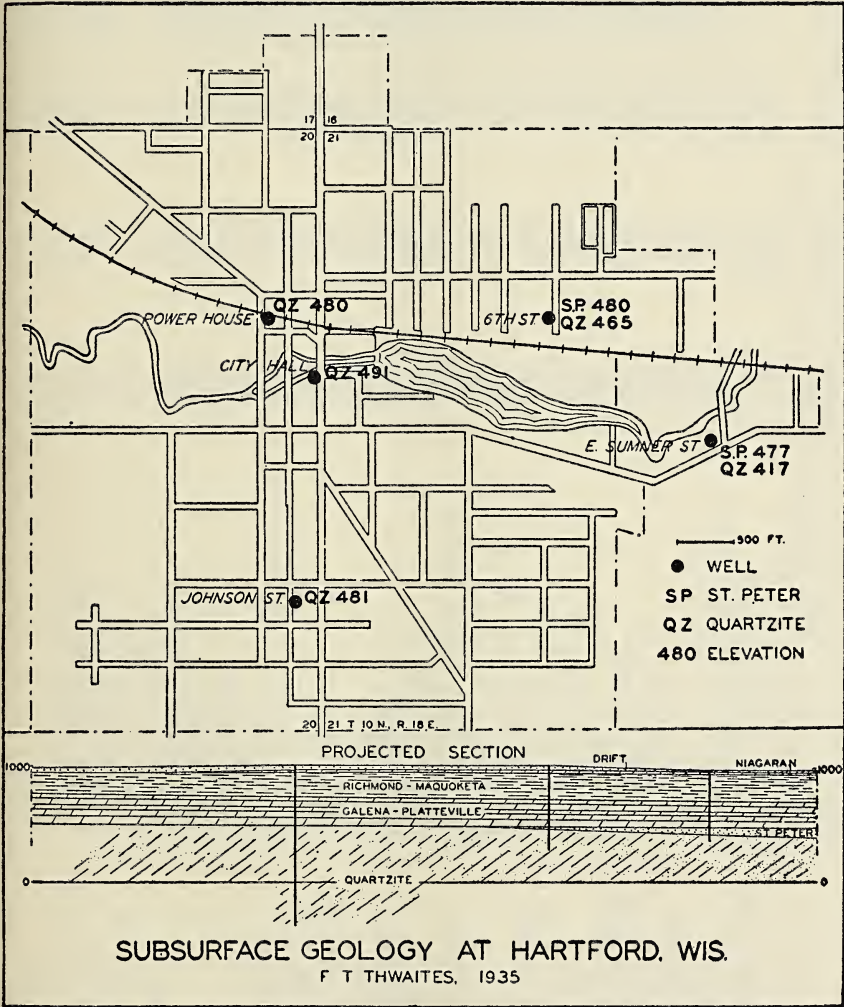 17 16
20 21
QZ 480
POWER HOUSE
S.P. 480
6TH ST
QZ 465
CITY HALL
QZ 491
E. SUMNER ST
S.P. 477
QZ 417
500 FT.
WELL
SP ST. PETER
JOHNSON ST.
QZ 481
QZ QUARTZITE
480 ELEVATION
20 21 T 10 N., R. 18 E.
PROJECTED SECTION
DRIFT
NIAGARAN
1000
1000
RICHMOND - MAQUOKETA
GALENA - PLATTEVILLE
ST. PETER
0
QUARTZITE
0
SUBSURFACE GEOLOGY AT HARTFORD, WIS.
F T THWAITES, 1935